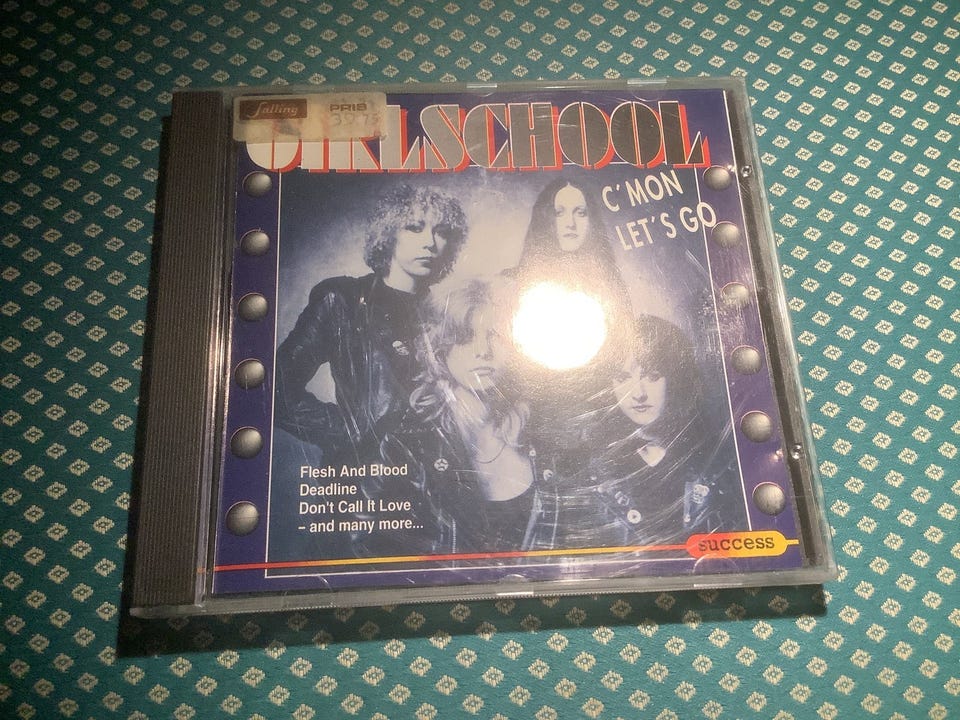 falling PRIS
39 75
GIRLSCHOOL
C'MON
LET'S GO
Flesh And Blood
Deadline
Don't Call It Love
– and many more...
success